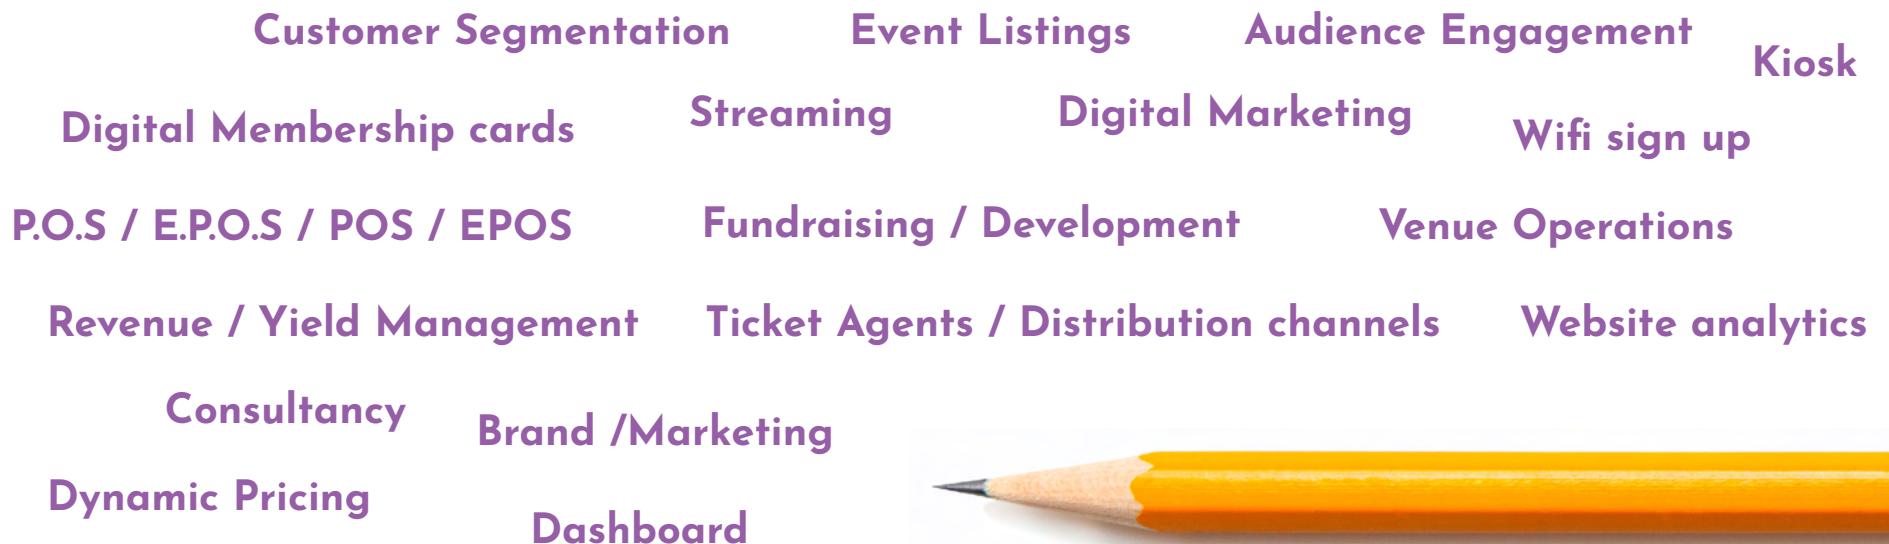 Customer Segmentation
Event Listings
Audience Engagement
Kiosk
Digital Membership cards
Streaming
Digital Marketing
Wifi sign up
P.O.S / E.P.O.S / POS / EPOS
Fundraising / Development
Venue Operations
Revenue / Yield Management
Ticket Agents / Distribution channels
Website analytics
Consultancy
Brand /Marketing
Dynamic Pricing
Dashboard